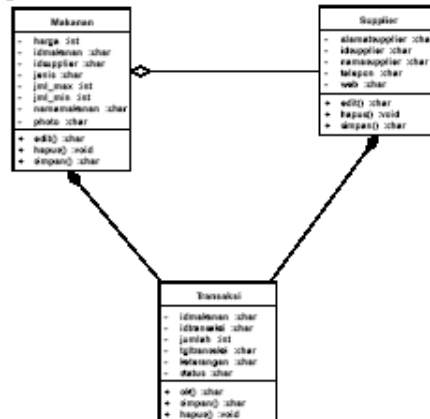 Makanan
- harga :int
- idmakanan :char
- idsupplier :char
- jenis :char
- jml_max :int
- jml_min :int
- namamakanan :char
- photo :char
+ edit() :char
+ hapus() :void
+ simpan() :char
Supplier
- alamatsupplier :char
- idsupplier :char
- namasupplier :char
- telepon :char
- web :char
+ edit() :char
+ hapus() :void
+ simpan() :char
Transaksi
- idmakanan :char
- idtransaksi :char
- jumlah :int
- tgltransaksi :char
- keterangan :char
- status :char
+ ok() :char
+ simpan() :char
+ hapus() :void